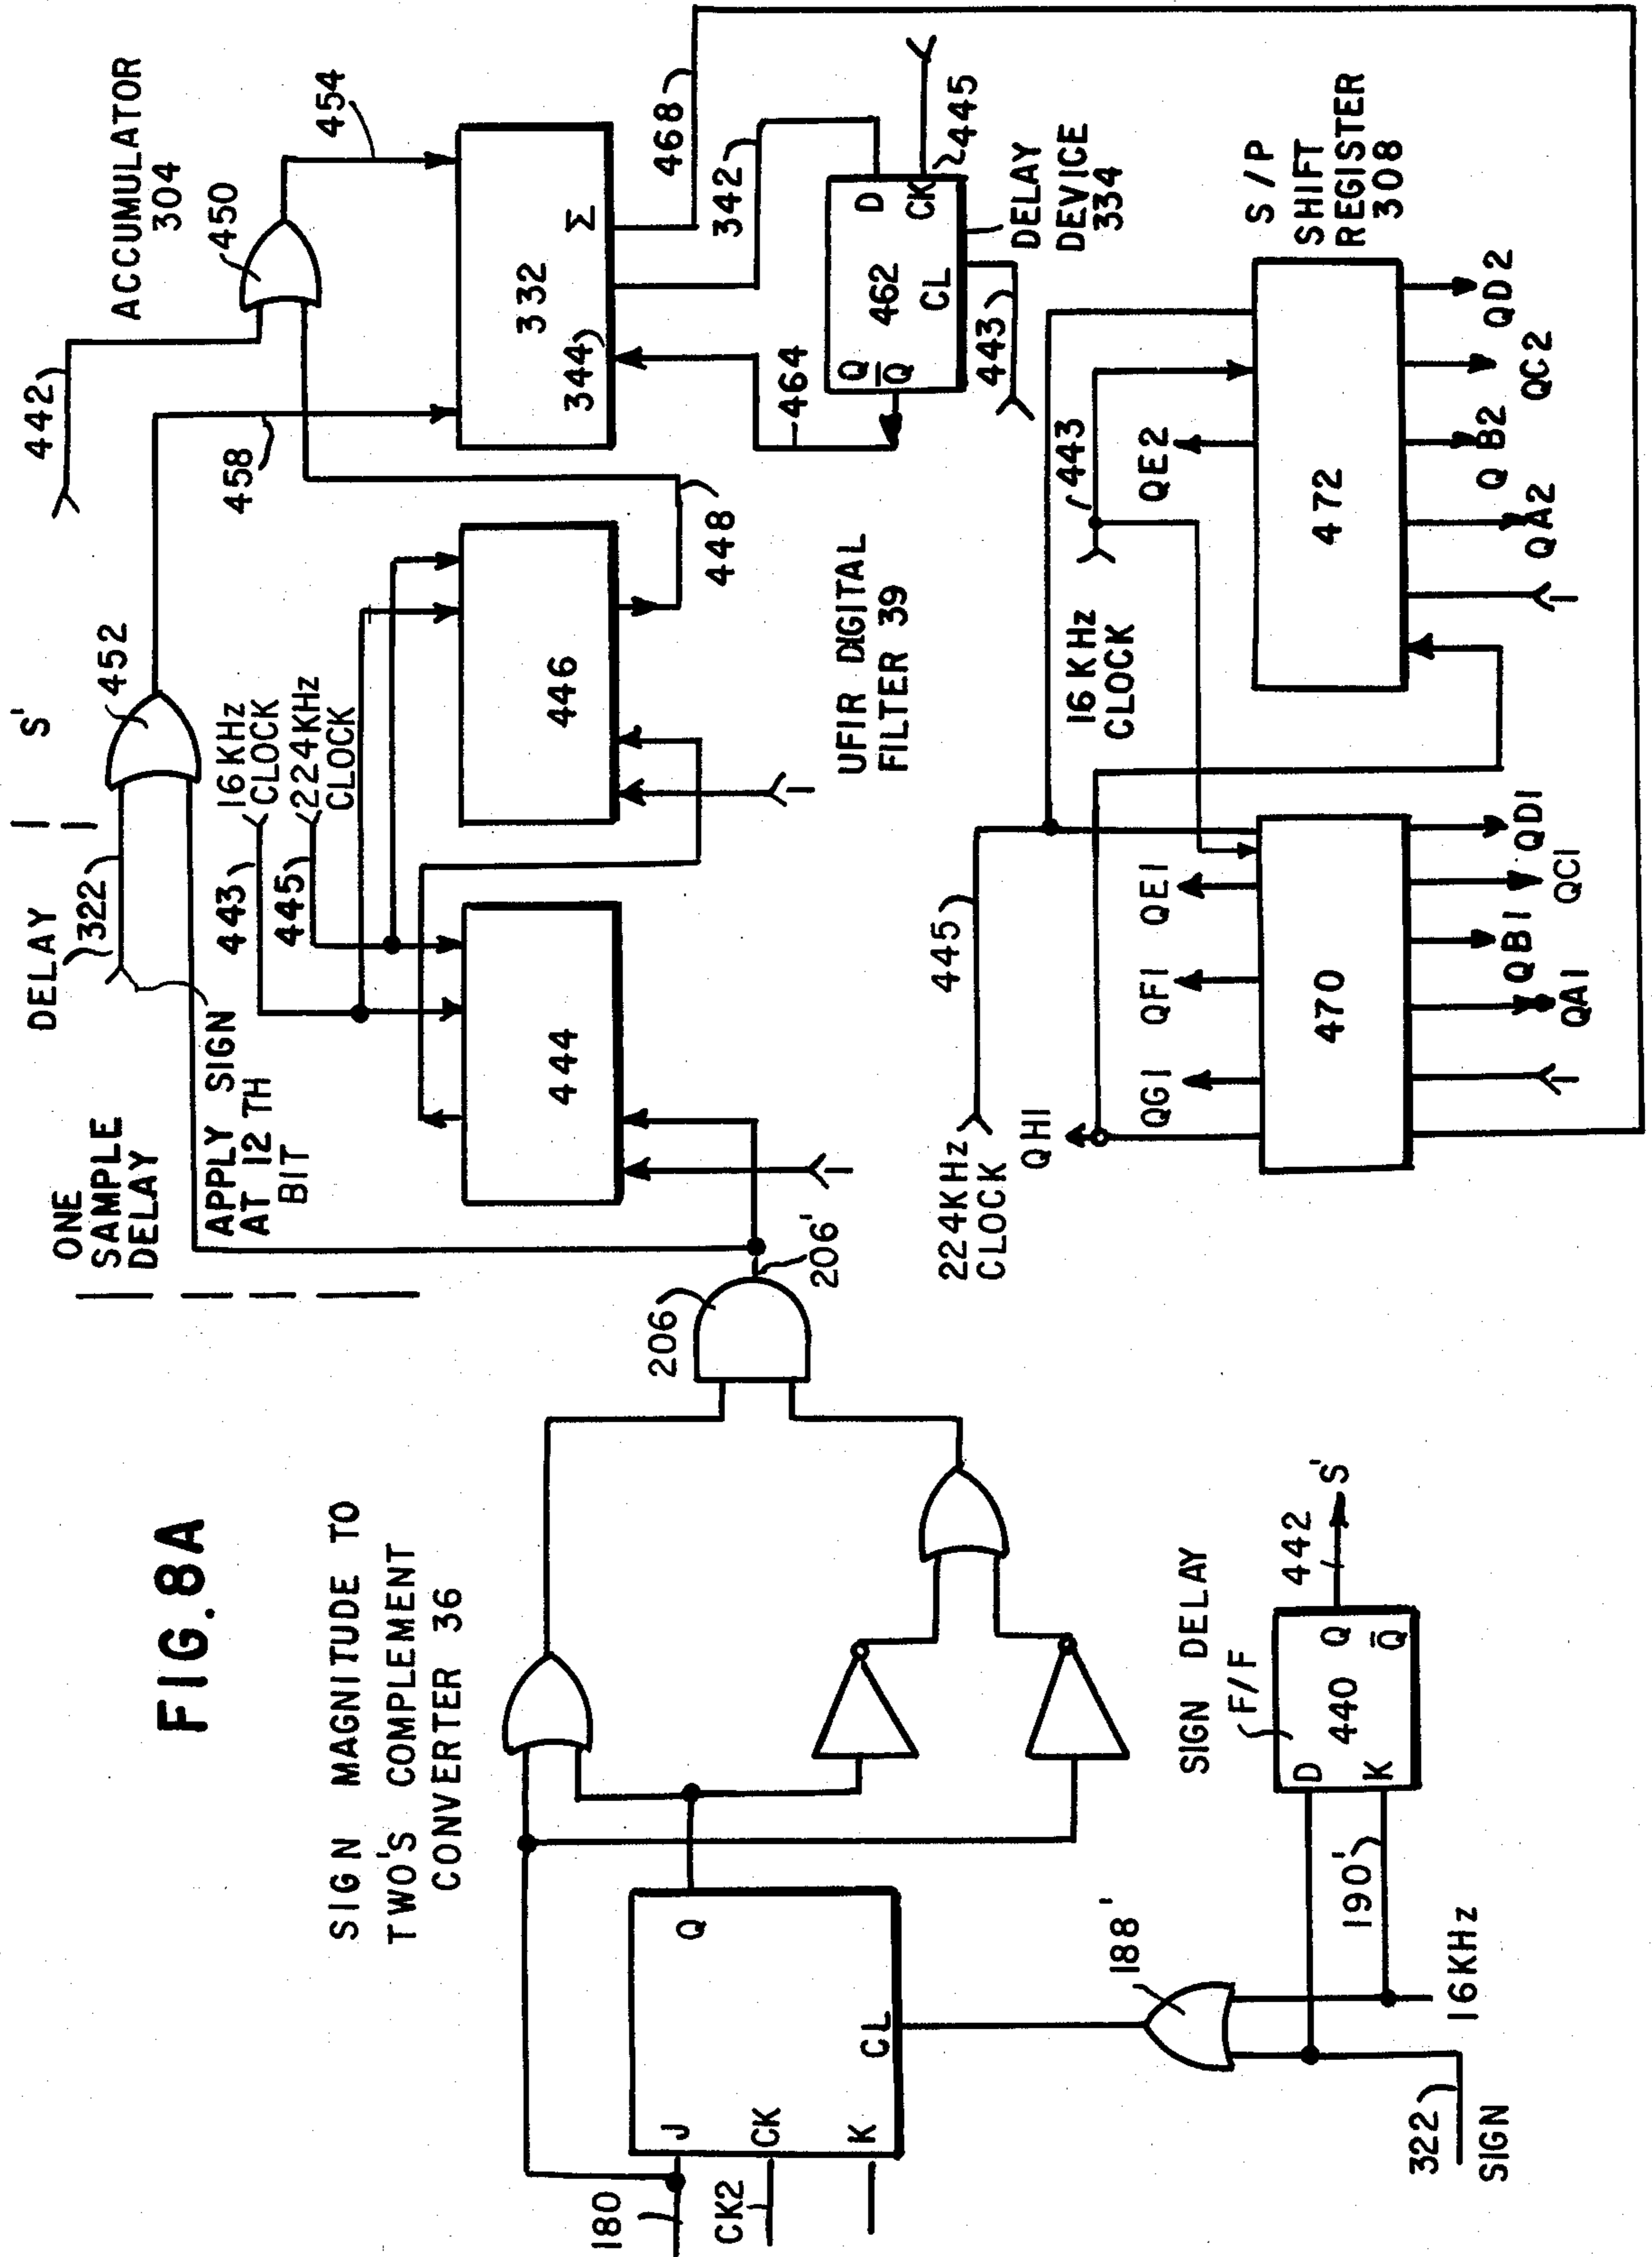 FIG. 8A
SIGN MAGNITUDE TO
TWO'S COMPLEMENT
CONVERTER 36
180
CK2
J
CK
K
Q
CL
188'
322
SIGN
16KHz
190'
SIGN DELAY
F/F
D
K
440
Q
Q
442
S'
206
206'
ONE
SAMPLE
DELAY
DELAY
322
S'
APPLY SIGN
AT 12 TH
BIT
452
443
16KHz
CLOCK
445
224KHz
CLOCK
444
446
448
UFIR DIGITAL
FILTER 39
1
1
442
458
450
ACCUMULATOR
304
454
332
344
Σ
468
342
464
Q
Q
462
D
CK
CL
445
443
DELAY
DEVICE
334
224KHz
CLOCK
445
QH1
QG1
QF1
QE1
470
1
QA1
QB1
QC1
QD1
16KHz
CLOCK
443
QE2
472
1
QA2
QB2
QC2
QD2
S/P
SHIFT
REGISTER
308